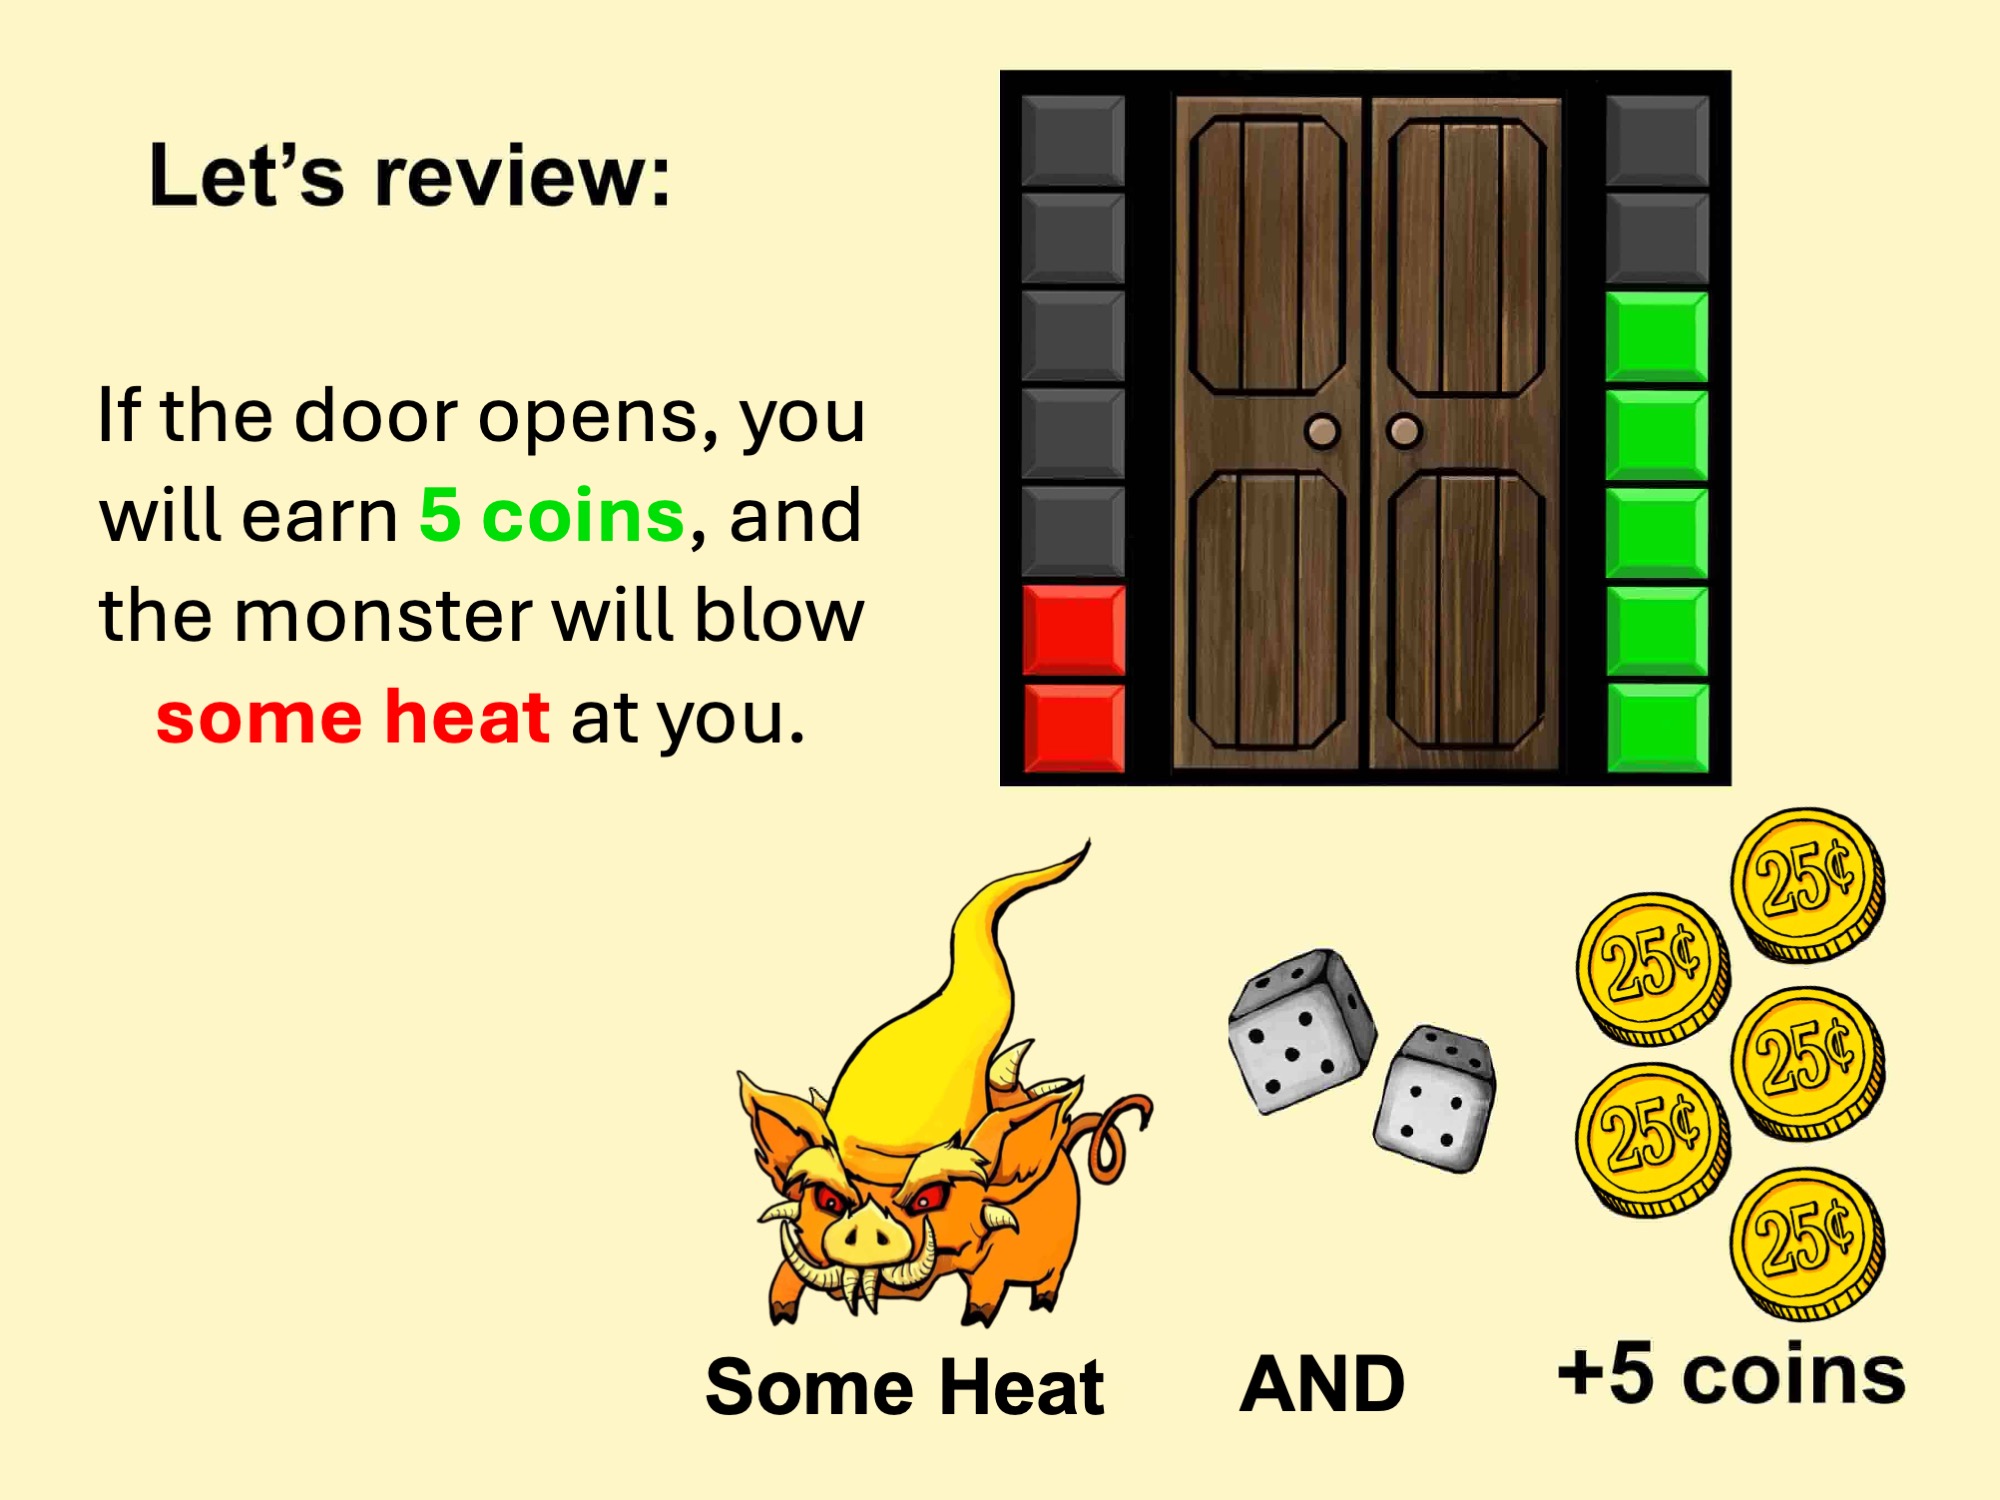 Let’s review:
If the door opens, you
will earn 5 coins, and
the monster will blow
some heat at you.
25¢
25¢
25¢
25¢
25¢
Some Heat
AND
+5 coins